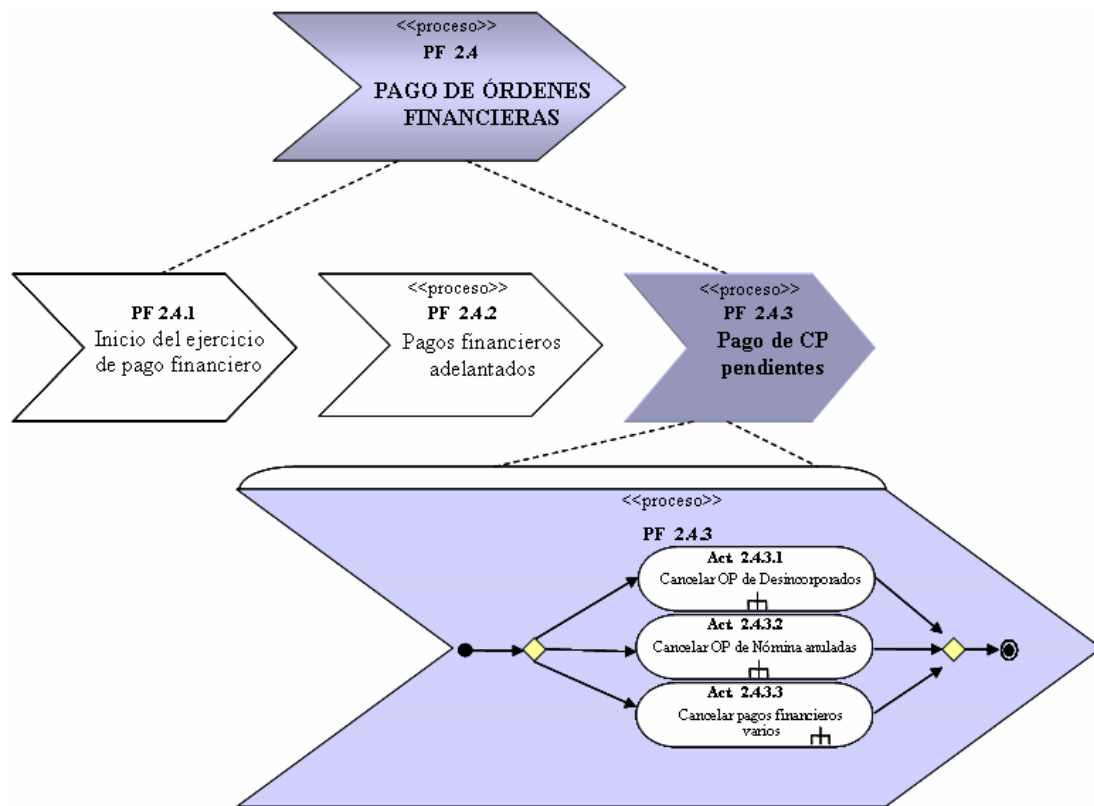 <<proceso>>
PF 2.4
PAGO DE ÓRDENES
FINANCIERAS
PF 2.4.1
Inicio del ejercicio
de pago financiero
<<proceso>>
PF 2.4.2
Pagos financieros
adelantados
<<proceso>>
PF 2.4.3
Pago de CP
pendientes
<<proceso>>
PF 2.4.3
Act 2.4.3.1
Cancelar OP de Desincorporados
Act 2.4.3.2
Cancelar OP de Nómina anuladas
Act 2.4.3.3
Cancelar pagos financieros
varios